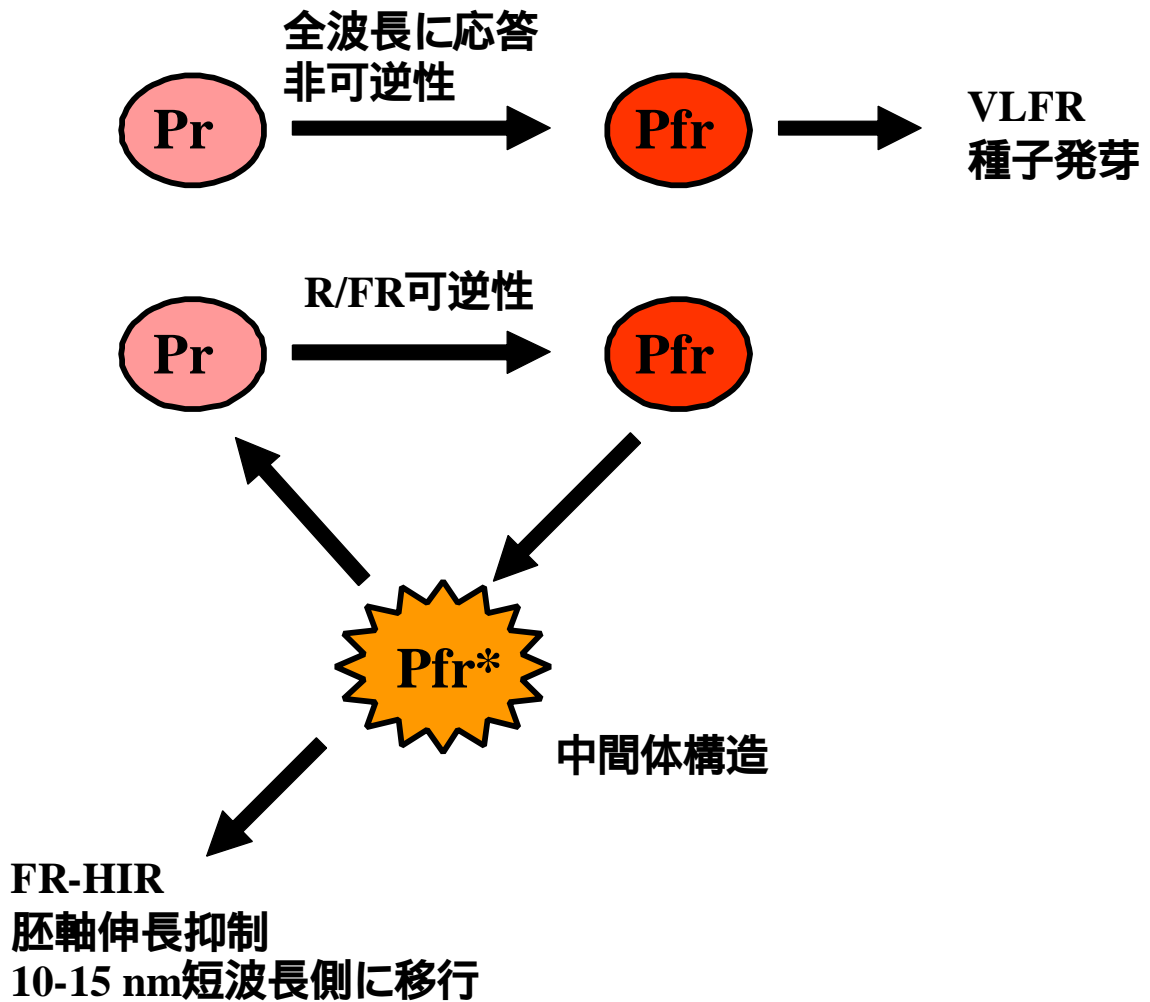 全波長に応答
非可逆性
Pr
Pfr
VLFR
種子発芽
R/FR可逆性
Pr
Pfr
Pfr*
中間体構造
FR-HIR
胚軸伸長抑制
10-15 nm短波長側に移行